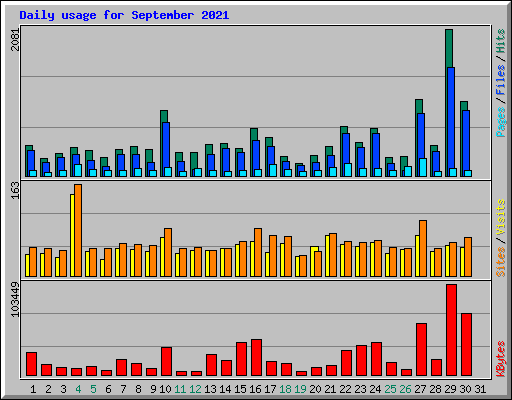 Daily usage for September 2021
2081
Pages / Files / Hits
163
Sites / Visits
103449
KBytes
1 2 3 4 5 6 7 8 9 10 11 12 13 14 15 16 17 18 19 20 21 22 23 24 25 26 27 28 29 30 31